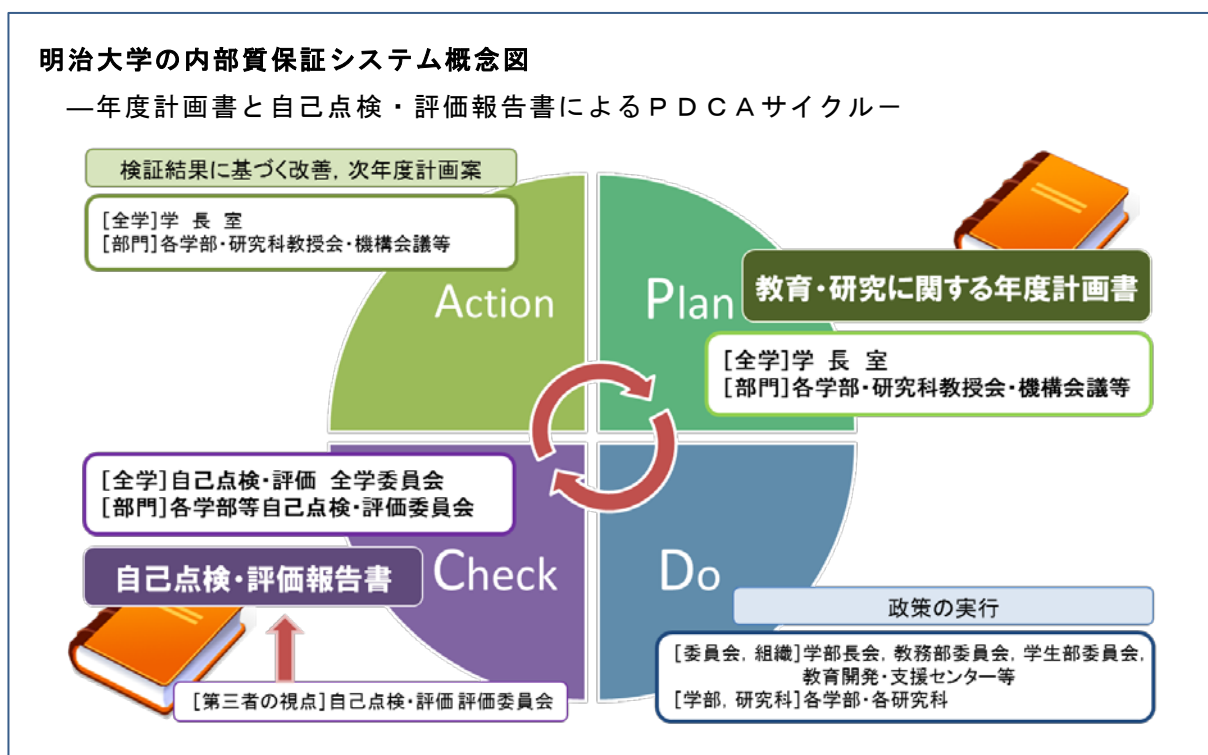 明治大学の内部質保証システム概念図
―年度計画書と自己点検・評価報告書によるＰＤＣＡサイクルー
検証結果に基づく改善, 次年度計画案
[全学]学 長 室
[部門]各学部・研究科教授会・機構会議等
Action
Plan
教育・研究に関する年度計画書
[全学]学 長 室
[部門]各学部・研究科教授会・機構会議等
[全学]自己点検・評価 全学委員会
[部門]各学部等自己点検・評価委員会
自己点検・評価報告書
Check
[第三者の視点]自己点検・評価 評価委員会
Do
政策の実行
[委員会, 組織]学部長会, 教務部委員会, 学生部委員会,
教育開発・支援センター等
[学部, 研究科]各学部・各研究科